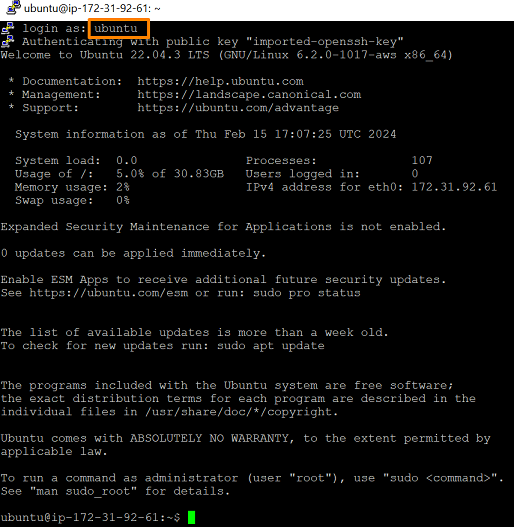 ubuntu@ip-172-31-92-61: ~
login as: ubuntu
Authenticating with public key "imported-openssh-key"
Welcome to Ubuntu 22.04.3 LTS (GNU/Linux 6.2.0-1017-aws x86_64)
* Documentation:  https://help.ubuntu.com
* Management:     https://landscape.canonical.com
* Support:        https://ubuntu.com/advantage
System information as of Thu Feb 15 17:07:25 UTC 2024
System load:  0.0                Processes:             107
Usage of /:   5.0% of 30.83GB   Users logged in:       0
Memory usage: 2%                 IPv4 address for eth0: 172.31.92.61
Swap usage:   0%
Expanded Security Maintenance for Applications is not enabled.
0 updates can be applied immediately.
Enable ESM Apps to receive additional future security updates.
See https://ubuntu.com/esm or run: sudo pro status
The list of available updates is more than a week old.
To check for new updates run: sudo apt update
The programs included with the Ubuntu system are free software;
the exact distribution terms for each program are described in the
individual files in /usr/share/doc/*/copyright.
Ubuntu comes with ABSOLUTELY NO WARRANTY, to the extent permitted by
applicable law.
To run a command as administrator (user "root"), use "sudo <command>".
See "man sudo_root" for details.
ubuntu@ip-172-31-92-61:~$